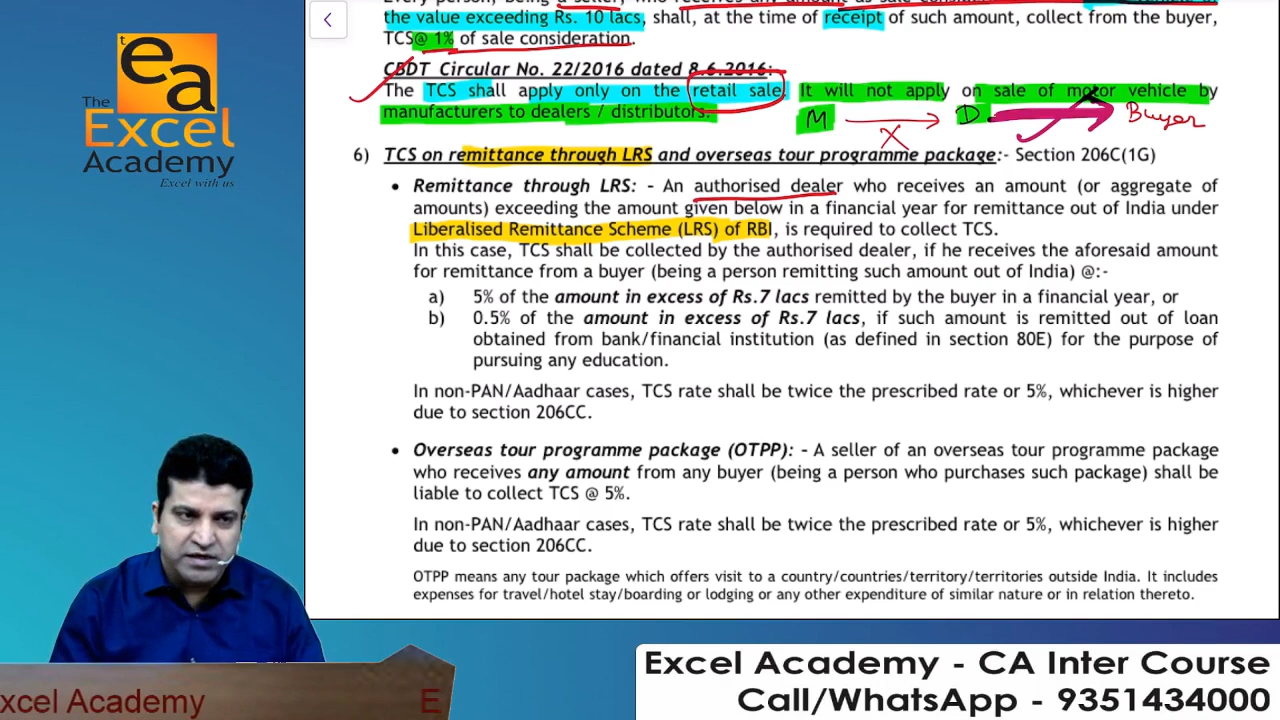 Every person, being a seller, who receives any amount as sale consideration
the value exceeding Rs. 10 lacs, shall, at the time of receipt of such amount, collect from the buyer,
TCS@ 1% of sale consideration.
CBDT Circular No. 22/2016 dated 8.6.2016:
The TCS shall apply only on the retail sale. It will not apply on sale of motor vehicle by
manufacturers to dealers / distributors.
M X D Buyer
6) TCS on remittance through LRS and overseas tour programme package:- Section 206C(1G)
• Remittance through LRS: - An authorised dealer who receives an amount (or aggregate of
amounts) exceeding the amount given below in a financial year for remittance out of India under
Liberalised Remittance Scheme (LRS) of RBI, is required to collect TCS.
In this case, TCS shall be collected by the authorised dealer, if he receives the aforesaid amount
for remittance from a buyer (being a person remitting such amount out of India) @:-
a) 5% of the amount in excess of Rs.7 lacs remitted by the buyer in a financial year, or
b) 0.5% of the amount in excess of Rs.7 lacs, if such amount is remitted out of loan
obtained from bank/financial institution (as defined in section 80E) for the purpose of
pursuing any education.
In non-PAN/Aadhaar cases, TCS rate shall be twice the prescribed rate or 5%, whichever is higher
due to section 206CC.
• Overseas tour programme package (OTPP): - A seller of an overseas tour programme package
who receives any amount from any buyer (being a person who purchases such package) shall be
liable to collect TCS @ 5%.
In non-PAN/Aadhaar cases, TCS rate shall be twice the prescribed rate or 5%, whichever is higher
due to section 206CC.
OTPP means any tour package which offers visit to a country/countries/territory/territories outside India. It includes
expenses for travel/hotel stay/boarding or lodging or any other expenditure of similar nature or in relation thereto.
t
ea
The
Excel
Academy
Excel with us
xcel Academy E
Excel Academy - CA Inter Course
Call/WhatsApp - 9351434000